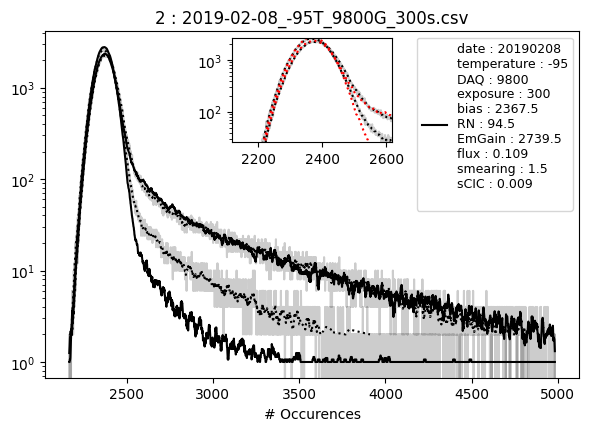 2 : 2019-02-08_-95T_9800G_300s.csv
10³
10²
10¹
10⁰
10³
10²
2200
2400
2600
date : 20190208
temperature : -95
DAQ : 9800
exposure : 300
bias : 2367.5
RN : 94.5
EmGain : 2739.5
flux : 0.109
smearing : 1.5
sCIC : 0.009
2500
3000
3500
4000
4500
5000
# Occurences